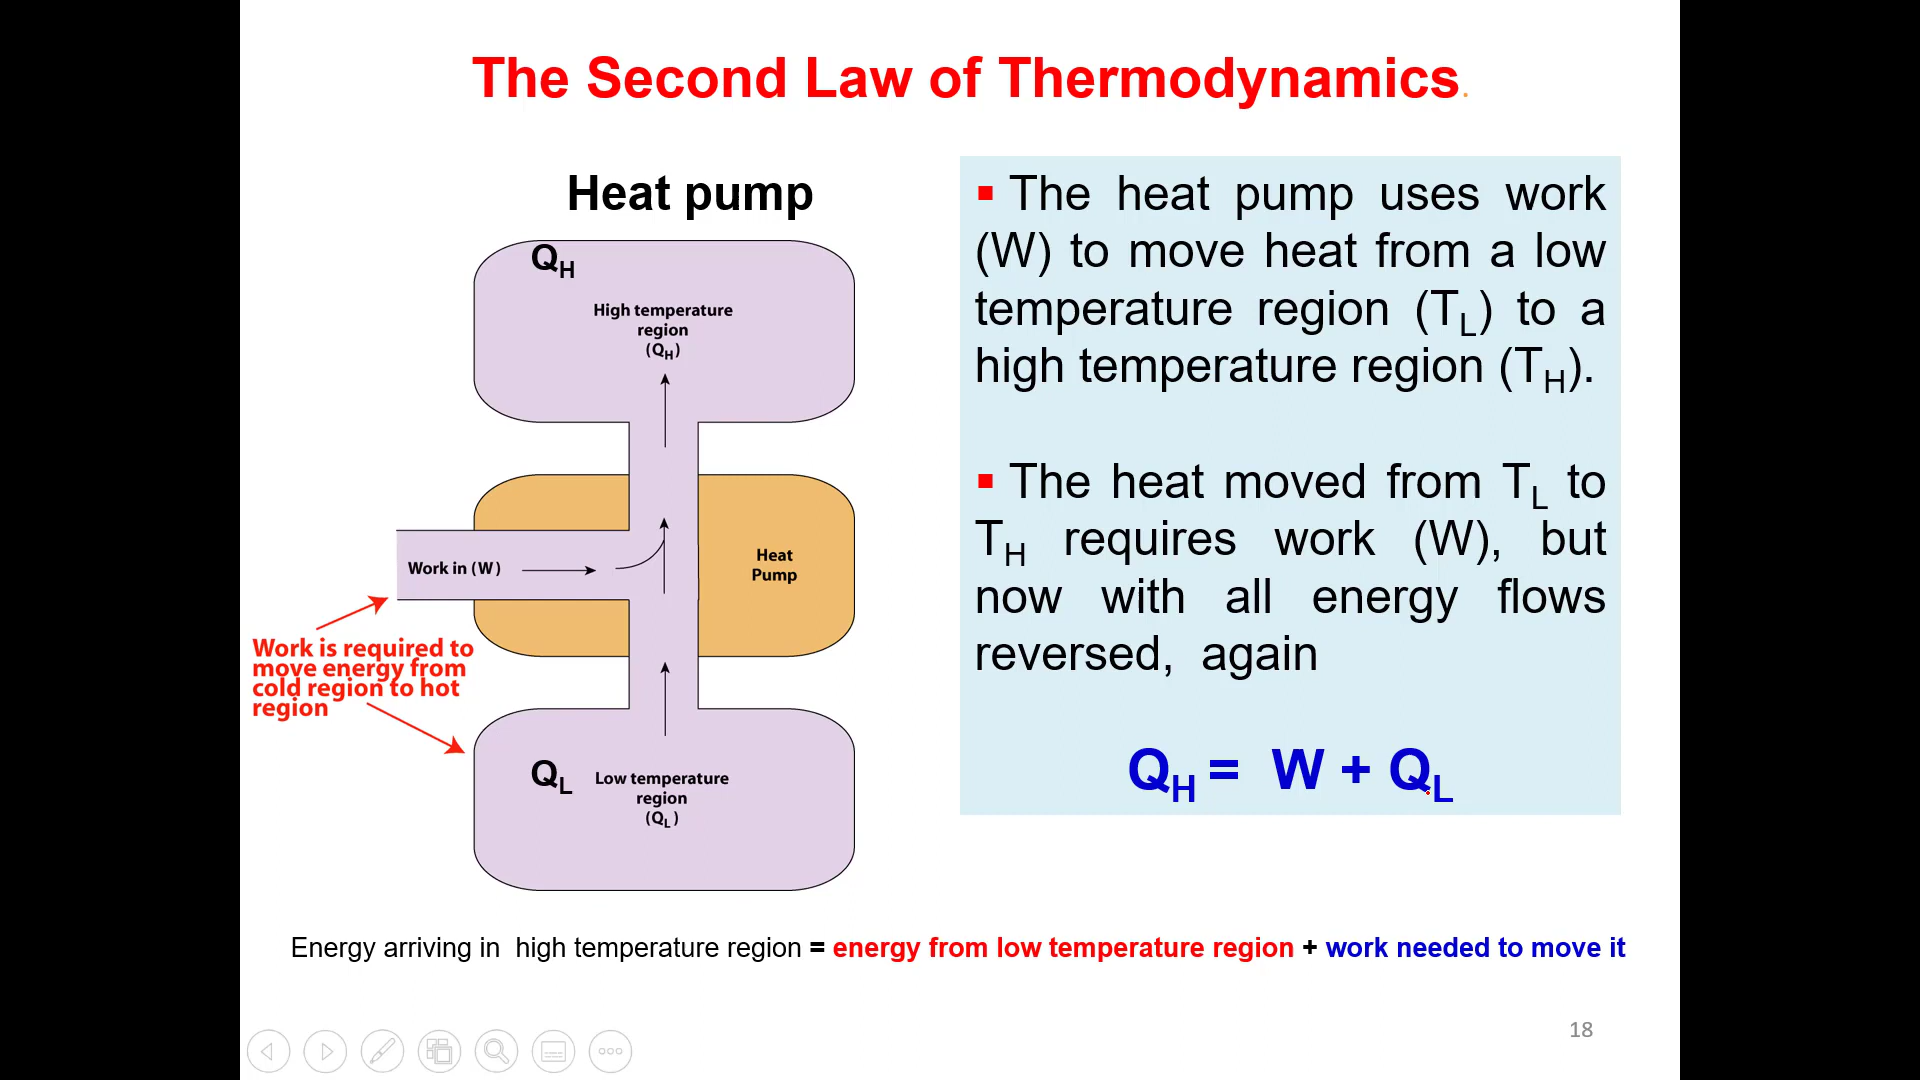 The Second Law of Thermodynamics.
Heat pump
Q_H
High temperature
region
(Q_H)
Work in (W)
Heat
Pump
Work is required to
move energy from
cold region to hot
region
Q_L
Low temperature
region
(Q_L)
▪ The heat pump uses work
(W) to move heat from a low
temperature region (T_L) to a
high temperature region (T_H).
▪ The heat moved from T_L to
T_H requires work (W), but
now with all energy flows
reversed, again
Q_H = W + Q_L
Energy arriving in high temperature region = energy from low temperature region + work needed to move it
18